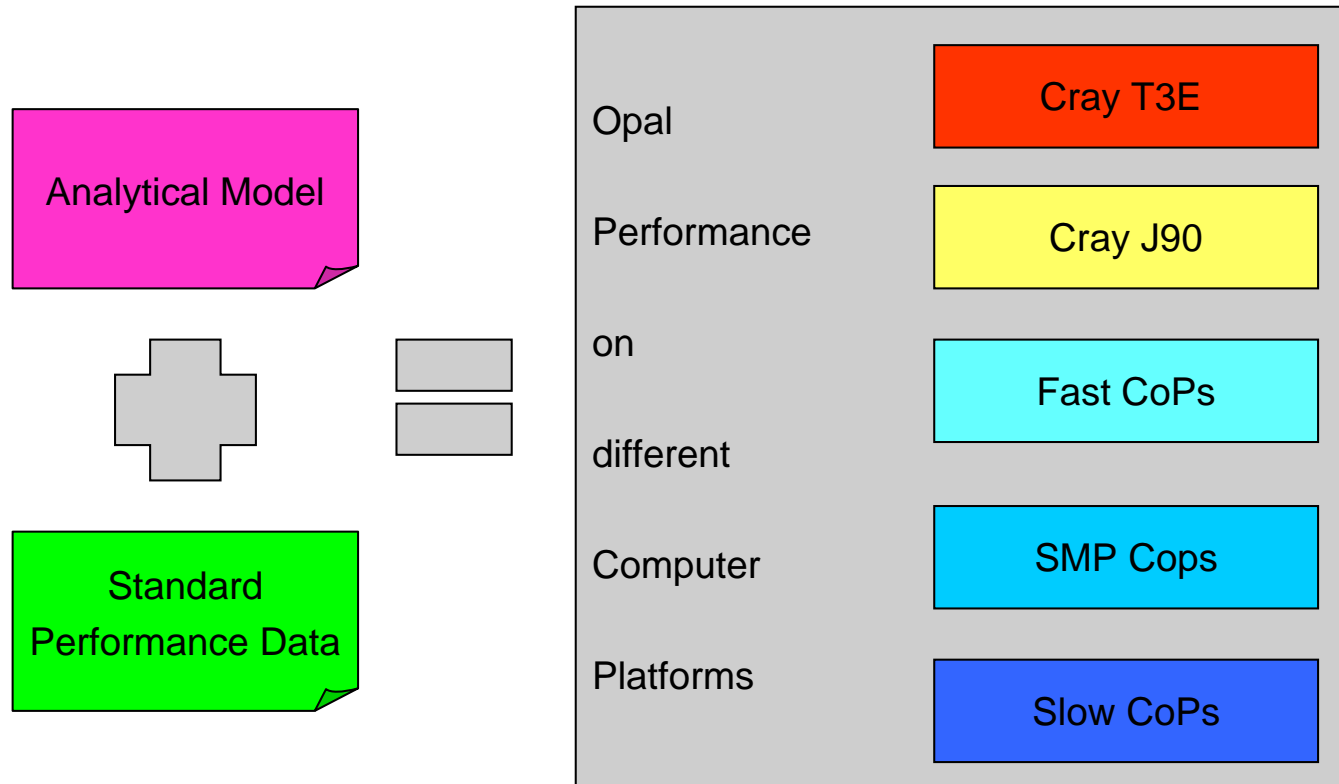 Analytical Model
Standard
Performance Data
Opal
Performance
on
different
Computer
Platforms
Cray T3E
Cray J90
Fast CoPs
SMP Cops
Slow CoPs